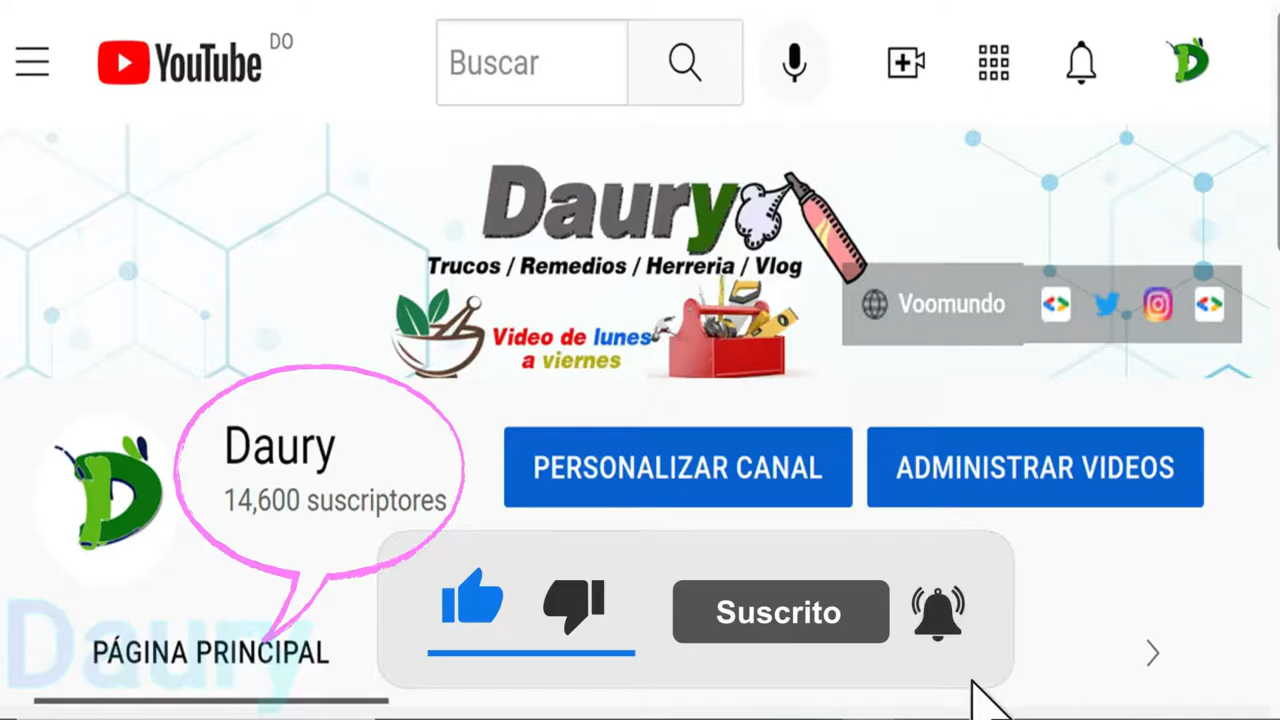 YouTube DO
Buscar
Daury
Trucos / Remedios / Herreria / Vlog
Voomundo
Video de lunes
a viernes
Daury
14,600 suscriptores
PERSONALIZAR CANAL
ADMINISTRAR VIDEOS
Suscrito
Daury
PÁGINA PRINCIPAL